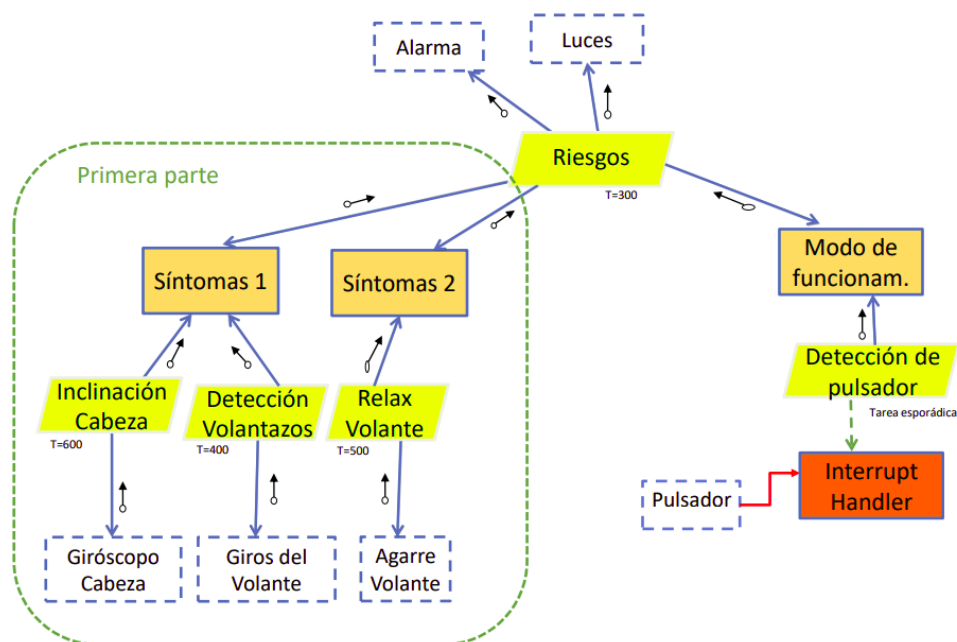 Alarma
Luces
Riesgos
T=300
Primera parte
Síntomas 1
Síntomas 2
Modo de
funcionam.
Inclinación
Cabeza
T=600
Detección
Volantazos
T=400
Relax
Volante
T=500
Detección de
pulsador
Tarea esporádica
Interrupt
Handler
Pulsador
Giróscopo
Cabeza
Giros del
Volante
Agarre
Volante